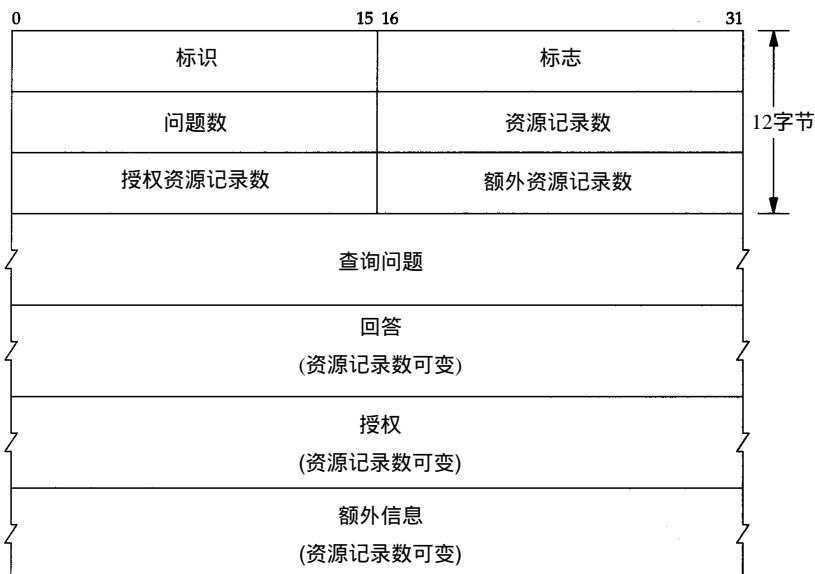 0 15 16 31
标识 标志
问题数 资源记录数 12字节
授权资源记录数 额外资源记录数
查询问题
回答
(资源记录数可变)
授权
(资源记录数可变)
额外信息
(资源记录数可变)